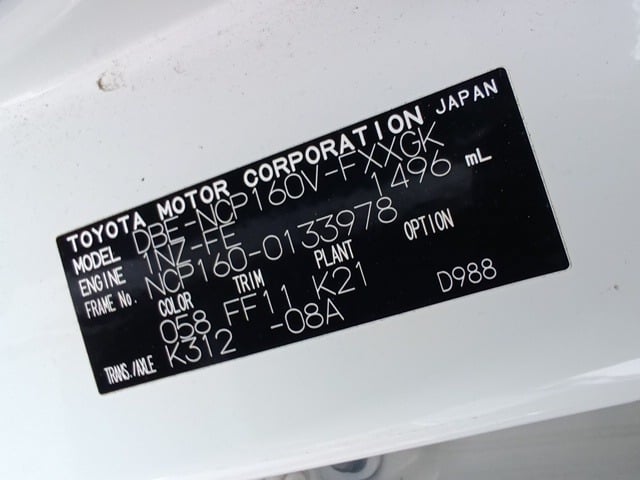 TOYOTA MOTOR CORPORATION JAPAN
MODEL DBE-NCP160V-FXXGK
ENGINE 1NZ-FE 1496 mL
FRAME No. NCP160-0133978
COLOR TRIM PLANT OPTION
058 FF11 K21
TRANS./AXLE K312 -08A D988